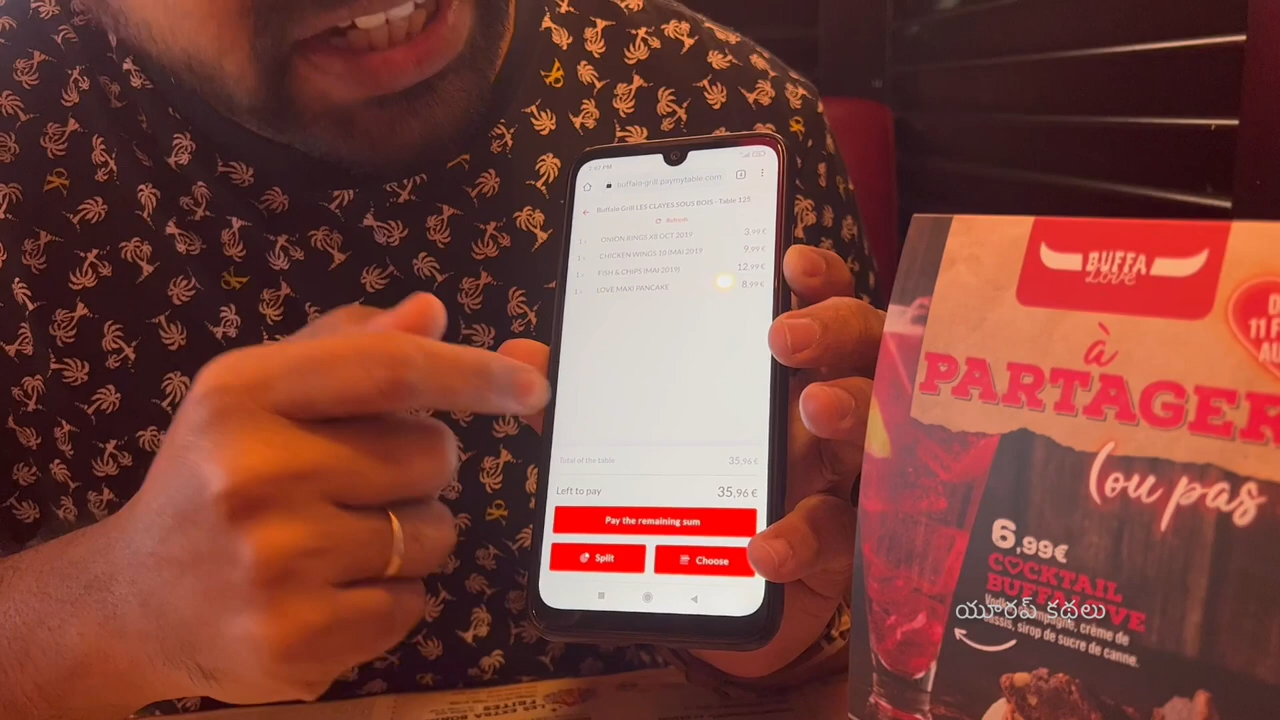 buffalo-grill.paymytable.com
Buffalo Grill LES CLAYES SOUS BOIS - Table 125
Refresh
ONION RINGS X8 OCT 2019 3,99 €
CHICKEN WINGS 10 (MAI 2019) 9,99 €
FISH & CHIPS (MAI 2019) 12,99 €
LOVE MAXI PANCAKE 8,99 €
Total of the table 35,96 €
Left to pay 35,96 €
Pay the remaining sum
Split Choose
BUFFA
LOVE
à
PARTAGER
(ou pas
6,99€
COCKTAIL
BUFFALOVE
యూరప్ కథలు
cassis, sirop de sucre de canne.